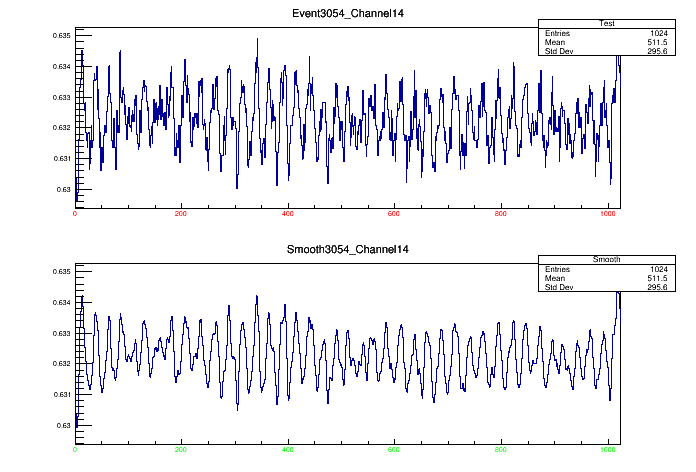 Event3054_Channel14
Test
Entries 1024
Mean 511.5
Std Dev 295.6
0.635
0.634
0.633
0.632
0.631
0.63
0 200 400 600 800 1000
Smooth3054_Channel14
Smooth
Entries 1024
Mean 511.5
Std Dev 295.6
0.635
0.634
0.633
0.632
0.631
0.63
0 200 400 600 800 1000